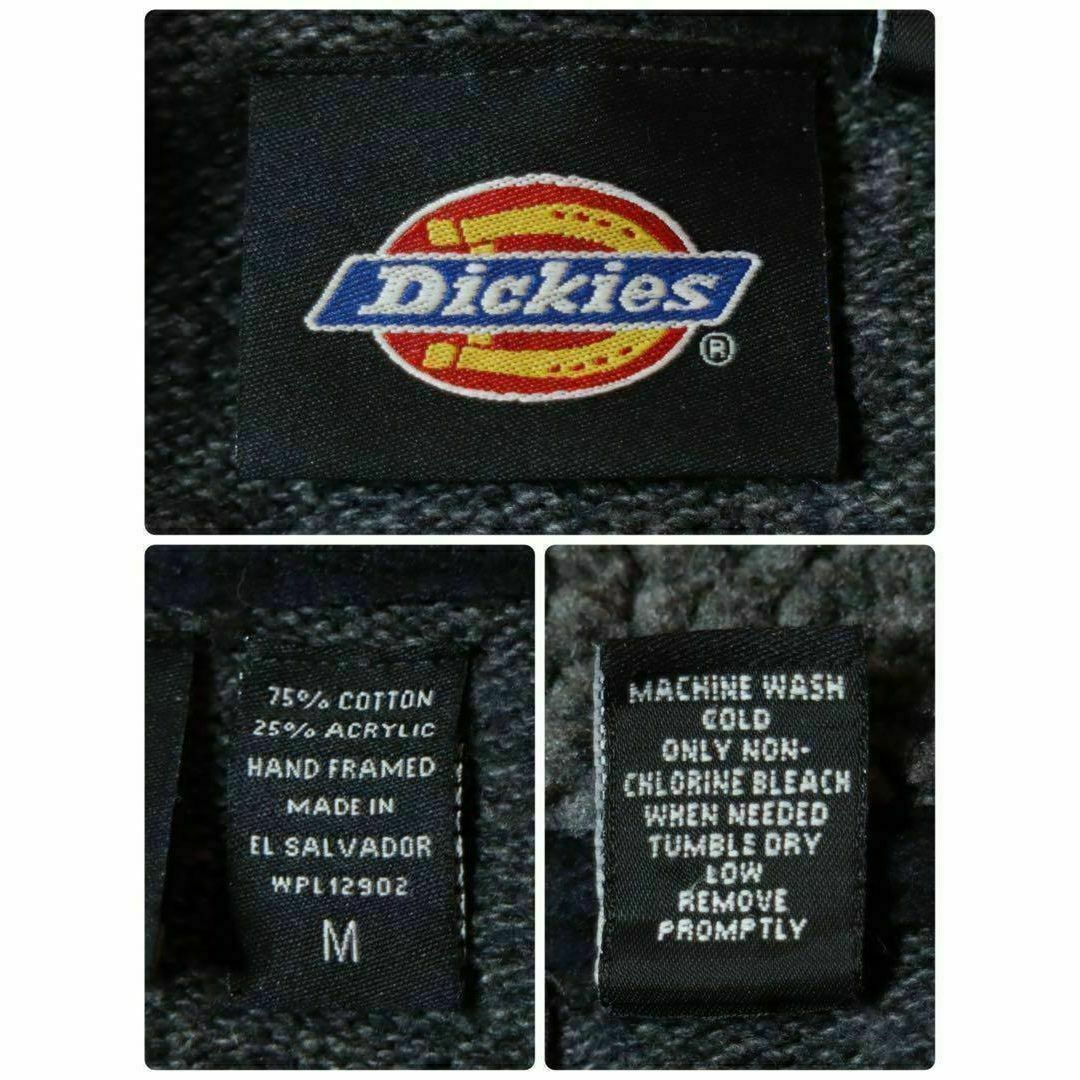 Dickies
®
75% COTTON
25% ACRYLIC
HAND FRAMED
MADE IN
EL SALVADOR
WPL12902
M
MACHINE WASH
COLD
ONLY NON-
CHLORINE BLEACH
WHEN NEEDED
TUMBLE DRY
LOW
REMOVE
PROMPTLY